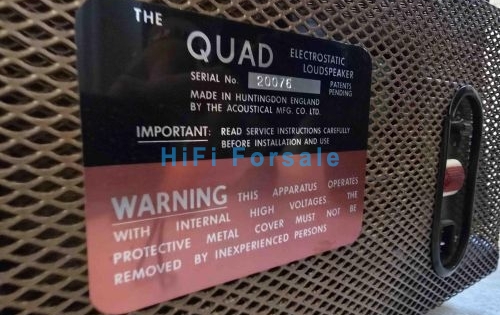 THE
QUAD ELECTROSTATIC LOUDSPEAKER
SERIAL No. 20076 PATENTS PENDING
MADE IN HUNTINGDON ENGLAND
BY THE ACOUSTICAL MFG. CO. LTD.
IMPORTANT: READ SERVICE INSTRUCTIONS CAREFULLY
BEFORE INSTALLATION AND USE
HiFi Forsale
WARNING THIS APPARATUS OPERATES
WITH INTERNAL HIGH VOLTAGES THE
PROTECTIVE METAL COVER MUST NOT BE
REMOVED BY INEXPERIENCED PERSONS